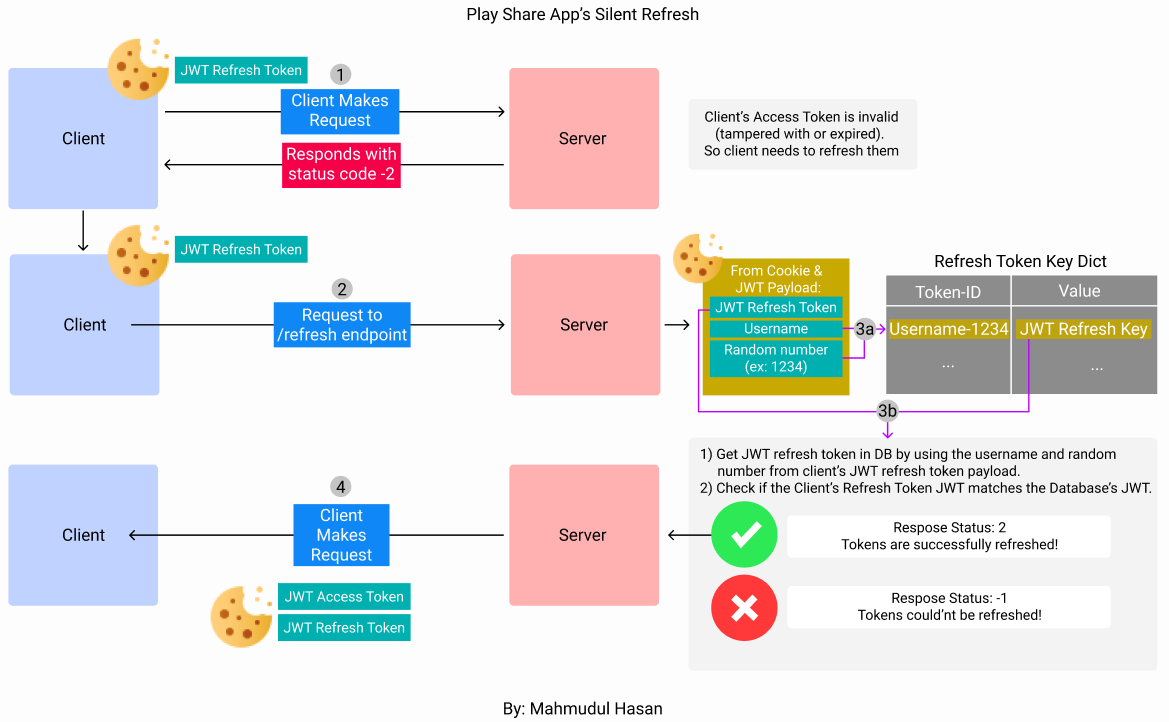 Play Share App's Silent Refresh
JWT Refresh Token
1
Client Makes
Request
Client
Server
Responds with
status code -2
Client's Access Token is invalid
(tampered with or expired).
So client needs to refresh them
JWT Refresh Token
2
Request to
/refresh endpoint
Client
Server
From Cookie &
JWT Payload:
JWT Refresh Token
Username
Random number
(ex: 1234)
3a
Refresh Token Key Dict
Token-ID
Value
Username-1234
JWT Refresh Key
...
...
3b
1) Get JWT refresh token in DB by using the username and random
number from client's JWT refresh token payload.
2) Check if the Client's Refresh Token JWT matches the Database's JWT.
Respose Status: 2
Tokens are successfully refreshed!
Respose Status: -1
Tokens could'nt be refreshed!
4
Client
Makes
Request
Client
Server
JWT Access Token
JWT Refresh Token
By: Mahmudul Hasan